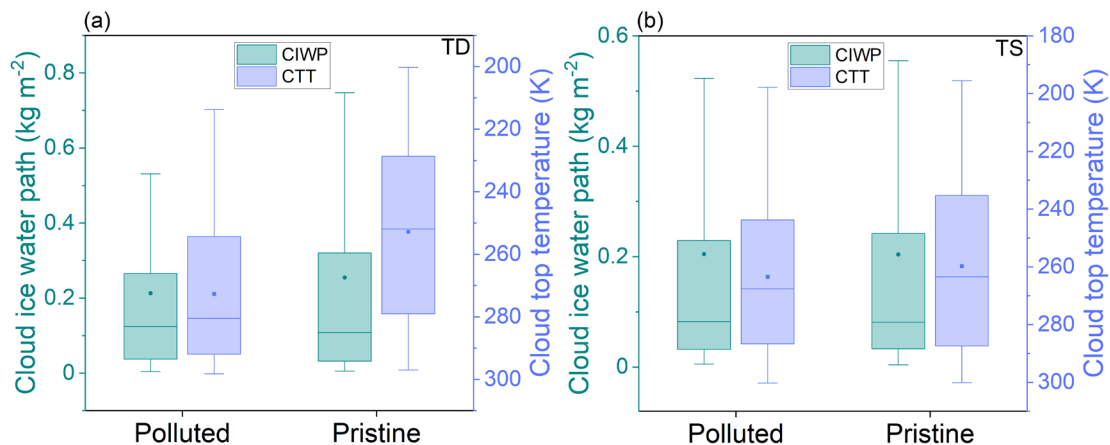 (a)
TD
CIWP
CTT
Cloud ice water path (kg m-2)
0.8
0.6
0.4
0.2
0
200
220
240
260
280
300
Cloud top temperature (K)
Polluted
Pristine
(b)
TS
CIWP
CTT
Cloud ice water path (kg m-2)
0.6
0.4
0.2
0
180
200
220
240
260
280
300
Cloud top temperature (K)
Polluted
Pristine